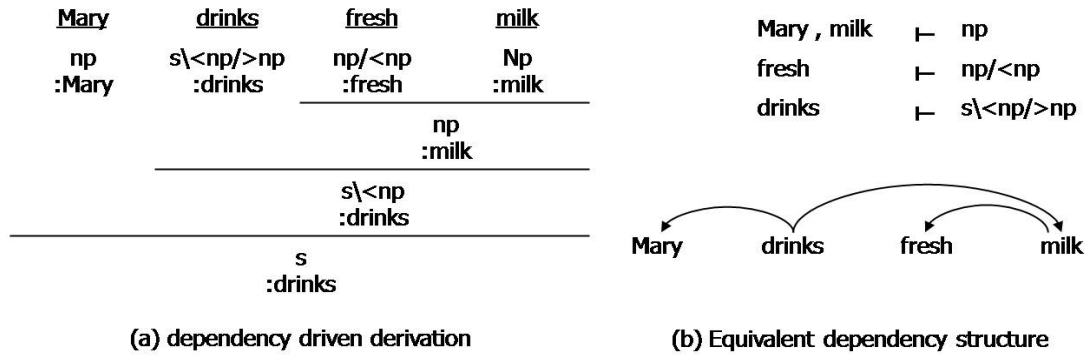 Mary drinks fresh milk
np s\<np/>np np/<np Np
:Mary :drinks :fresh :milk
np
:milk
s\<np
:drinks
s
:drinks
(a) dependency driven derivation
Mary , milk ⊢ np
fresh ⊢ np/<np
drinks ⊢ s\<np/>np
Mary drinks fresh milk
(b) Equivalent dependency structure